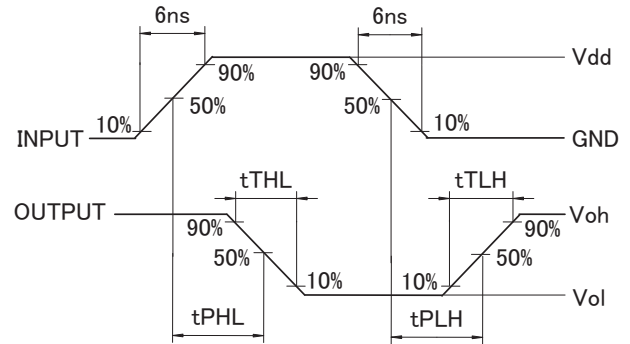 6ns 6ns
Vdd
90% 90%
50% 50%
10% 10%
INPUT GND
tTHL tTLH
OUTPUT Voh
90% 90%
50% 50%
10% 10%
Vol
tPHL tPLH